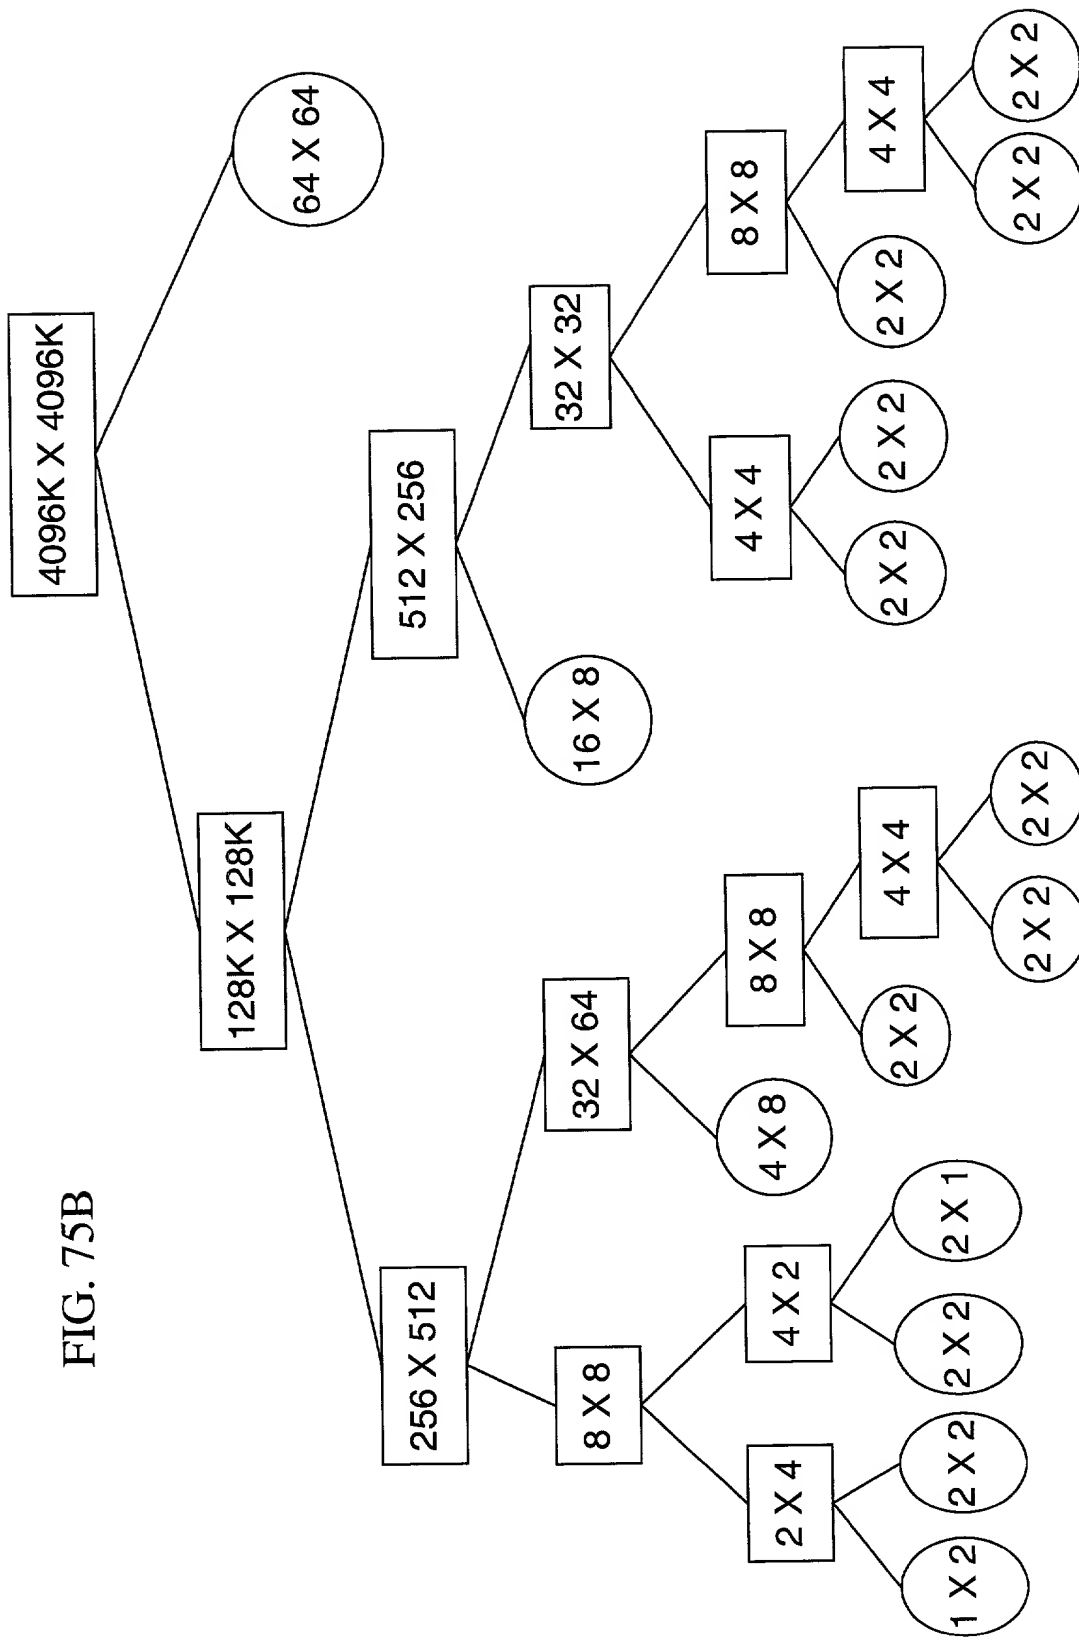 FIG. 75B
4096K X 4096K
128K X 128K
64 X 64
256 X 512
512 X 256
8 X 8
32 X 64
16 X 8
32 X 32
2 X 4
4 X 2
4 X 8
8 X 8
4 X 4
8 X 8
1 X 2
2 X 2
2 X 2
2 X 1
2 X 2
4 X 4
2 X 2
2 X 2
2 X 2
4 X 4
2 X 2
2 X 2
2 X 2
2 X 2